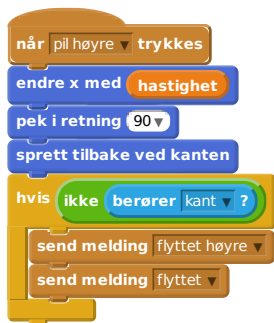 når pil høyre trykkes
endre x med hastighet
pek i retning 90
sprett tilbake ved kanten
hvis ikke berører kant ?
send melding flyttet høyre
send melding flyttet